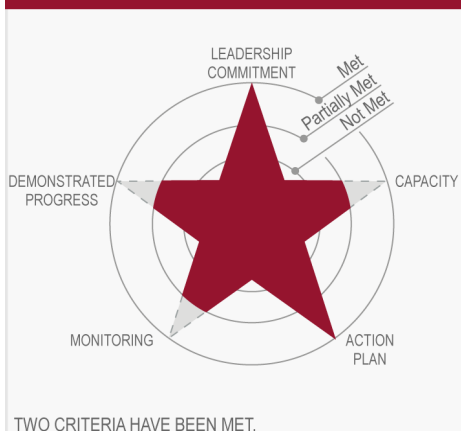 LEADERSHIP
COMMITMENT
Met
Partially Met
Not Met
DEMONSTRATED
PROGRESS
CAPACITY
MONITORING
ACTION
PLAN
TWO CRITERIA HAVE BEEN MET.